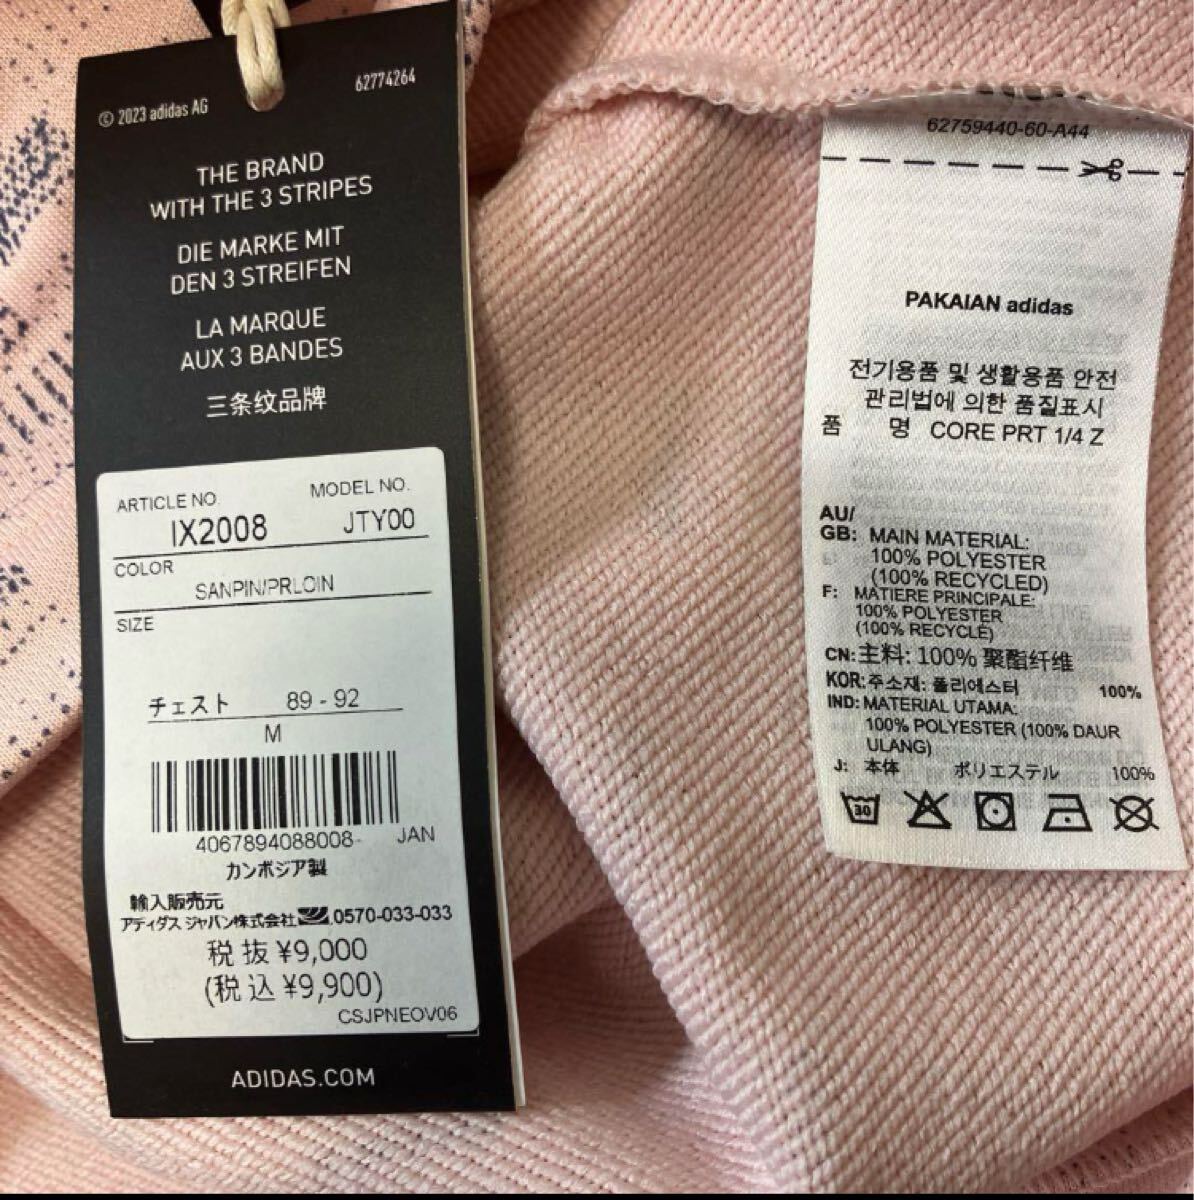 © 2023 adidas AG
62774264
THE BRAND
WITH THE 3 STRIPES
DIE MARKE MIT
DEN 3 STREIFEN
LA MARQUE
AUX 3 BANDES
三条纹品牌
ARTICLE NO. MODEL NO.
IX2008 JTY00
COLOR
SANPIN/PRLOIN
SIZE
チェスト 89 - 92
M
4067894088008 JAN
カンボジア製
輸入販売元
アディダス ジャパン株式会社 0570-033-033
税 抜 ¥9,000
(税 込 ¥9,900)
CSJPNEOV06
ADIDAS.COM
62759440-60-A44
PAKAIAN adidas
전기용품 및 생활용품 안전
관리법에 의한 품질표시
품 명 CORE PRT 1/4 Z
AU/
GB: MAIN MATERIAL:
100% POLYESTER
(100% RECYCLED)
F: MATIERE PRINCIPALE:
100% POLYESTER
(100% RECYCLÉ)
CN: 主料: 100% 聚酯纤维
KOR: 주소재: 폴리에스터 100%
IND: MATERIAL UTAMA:
100% POLYESTER (100% DAUR
ULANG)
J: 本体 ポリエステル 100%
30